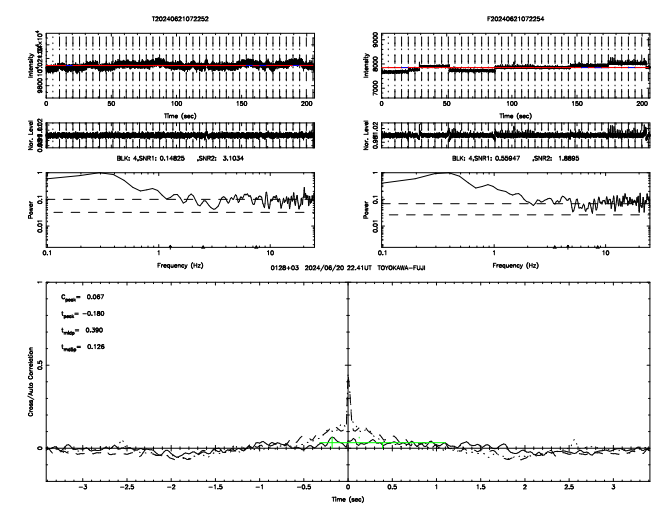 T20240621072252
F20240621072254
Intensity
9000
8000
7000
0
50
100
150
200
0
50
100
150
200
Time (sec)
Time (sec)
Nor. Level
Nor. Level
BLK: 4,SNR1: 0.14825 ,SNR2: 3.1034
BLK: 4,SNR1: 0.55947 ,SNR2: 1.8895
Power
0.1
0.01
Power
0.1
0.01
0.1
1
10
0.1
1
10
Frequency (Hz)
Frequency (Hz)
0128+03 2024/06/20 22.41UT TOYOKAWA-FUJI
Cpeak= 0.067
tpeak= -0.180
tmidp= 0.390
tmdip= 0.126
Cross/Auto Correlation
1
0.5
0
-3
-2.5
-2
-1.5
-1
-0.5
0
0.5
1
1.5
2
2.5
3
Time (sec)